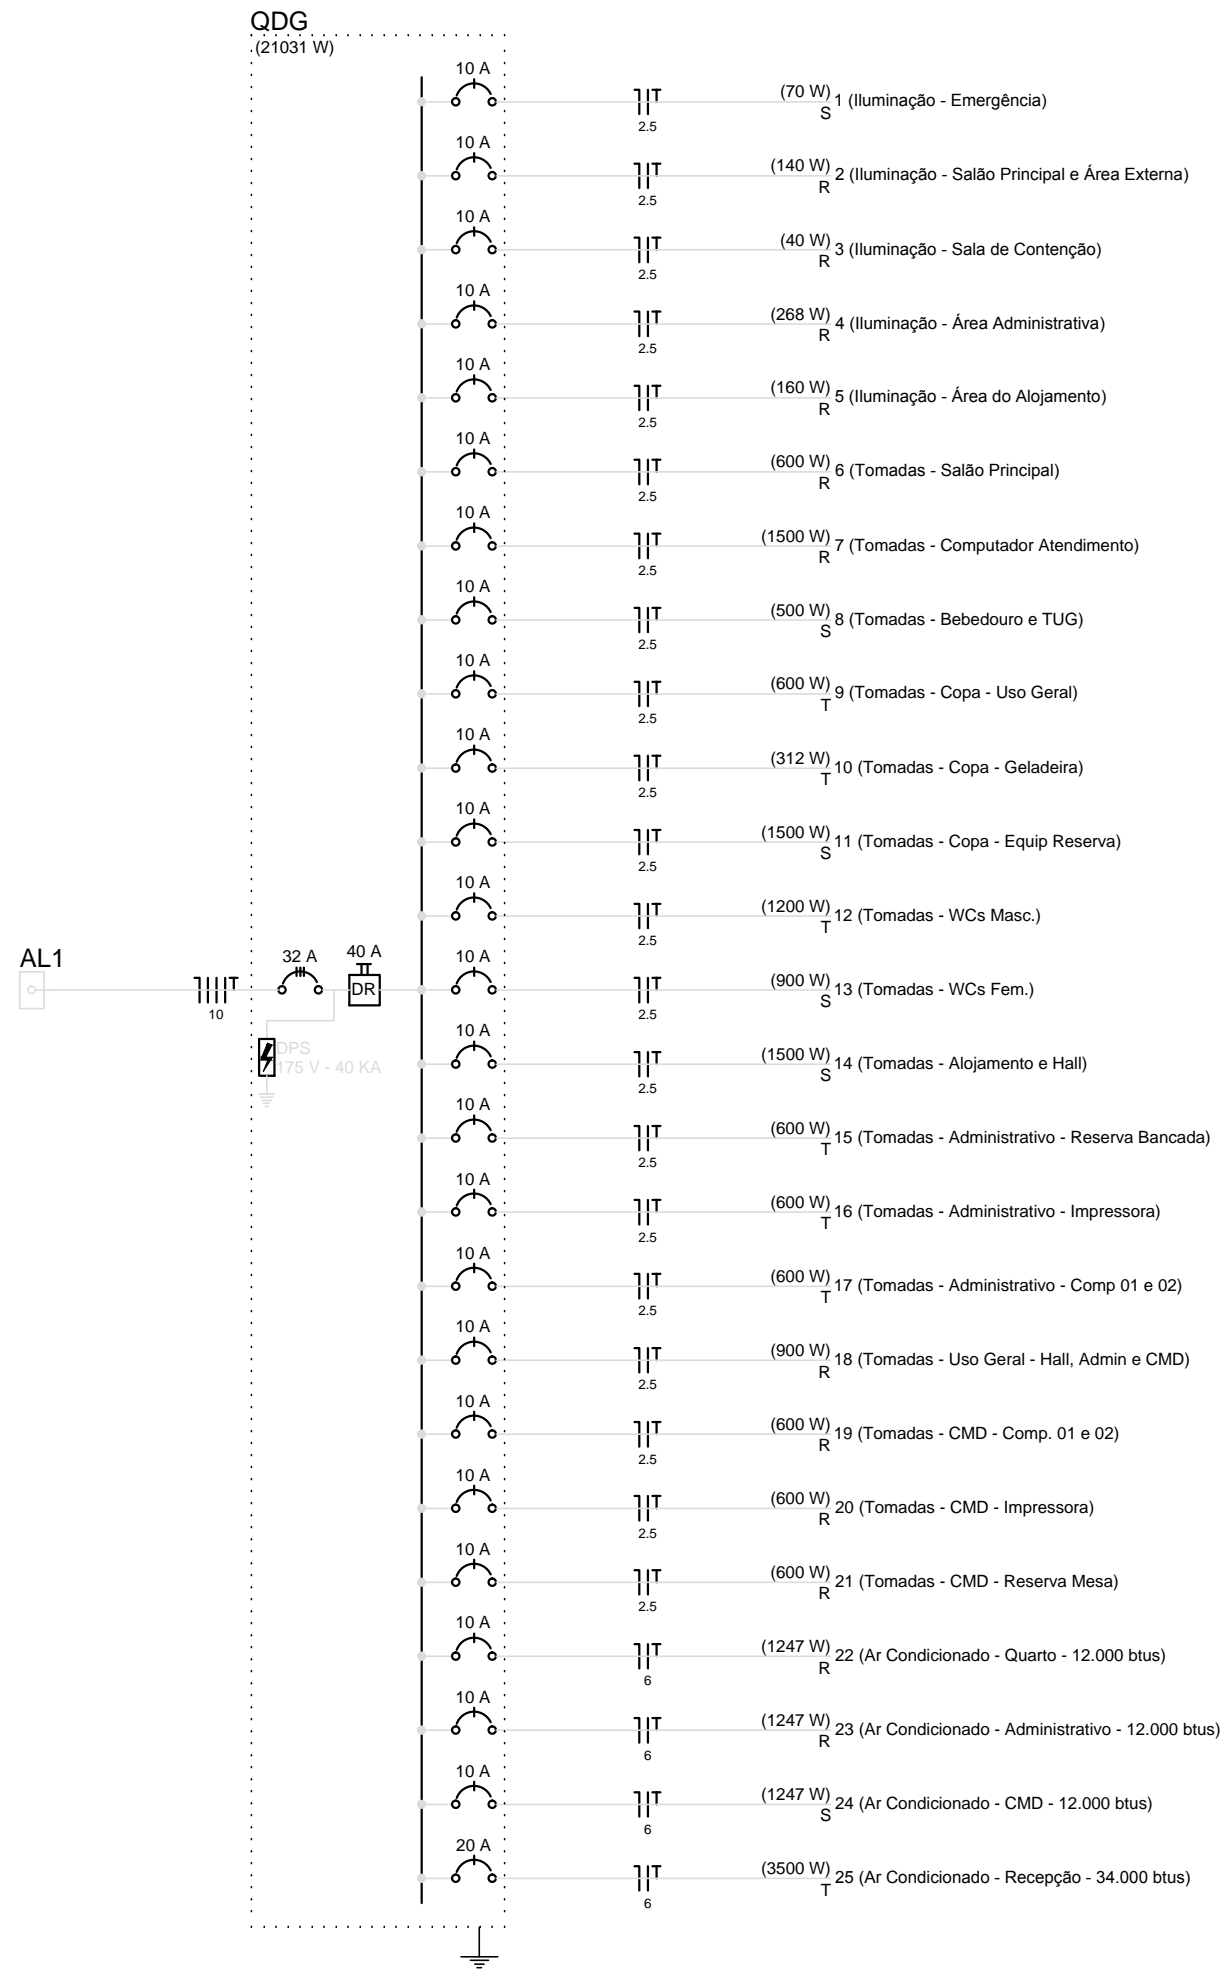 QDG
(21031 W)
10 A
(70 W)
S
1 (Iluminação - Emergência)
2.5
10 A
(140 W)
R
2 (Iluminação - Salão Principal e Área Externa)
2.5
10 A
(40 W)
R
3 (Iluminação - Sala de Contenção)
2.5
10 A
(268 W)
R
4 (Iluminação - Área Administrativa)
2.5
10 A
(160 W)
R
5 (Iluminação - Área do Alojamento)
2.5
10 A
(600 W)
R
6 (Tomadas - Salão Principal)
2.5
10 A
(1500 W)
R
7 (Tomadas - Computador Atendimento)
2.5
10 A
(500 W)
S
8 (Tomadas - Bebedouro e TUG)
2.5
10 A
(600 W)
T
9 (Tomadas - Copa - Uso Geral)
2.5
10 A
(312 W)
T
10 (Tomadas - Copa - Geladeira)
2.5
10 A
(1500 W)
S
11 (Tomadas - Copa - Equip Reserva)
2.5
10 A
(1200 W)
T
12 (Tomadas - WCs Masc.)
2.5
AL1
10
32 A
40 A
DR
DPS
175 V - 40 KA
10 A
(900 W)
S
13 (Tomadas - WCs Fem.)
2.5
10 A
(1500 W)
S
14 (Tomadas - Alojamento e Hall)
2.5
10 A
(600 W)
T
15 (Tomadas - Administrativo - Reserva Bancada)
2.5
10 A
(600 W)
T
16 (Tomadas - Administrativo - Impressora)
2.5
10 A
(600 W)
T
17 (Tomadas - Administrativo - Comp 01 e 02)
2.5
10 A
(900 W)
R
18 (Tomadas - Uso Geral - Hall, Admin e CMD)
2.5
10 A
(600 W)
R
19 (Tomadas - CMD - Comp. 01 e 02)
2.5
10 A
(600 W)
R
20 (Tomadas - CMD - Impressora)
2.5
10 A
(600 W)
R
21 (Tomadas - CMD - Reserva Mesa)
2.5
10 A
(1247 W)
R
22 (Ar Condicionado - Quarto - 12.000 btus)
6
10 A
(1247 W)
R
23 (Ar Condicionado - Administrativo - 12.000 btus)
6
10 A
(1247 W)
S
24 (Ar Condicionado - CMD - 12.000 btus)
6
20 A
(3500 W)
T
25 (Ar Condicionado - Recepção - 34.000 btus)
6